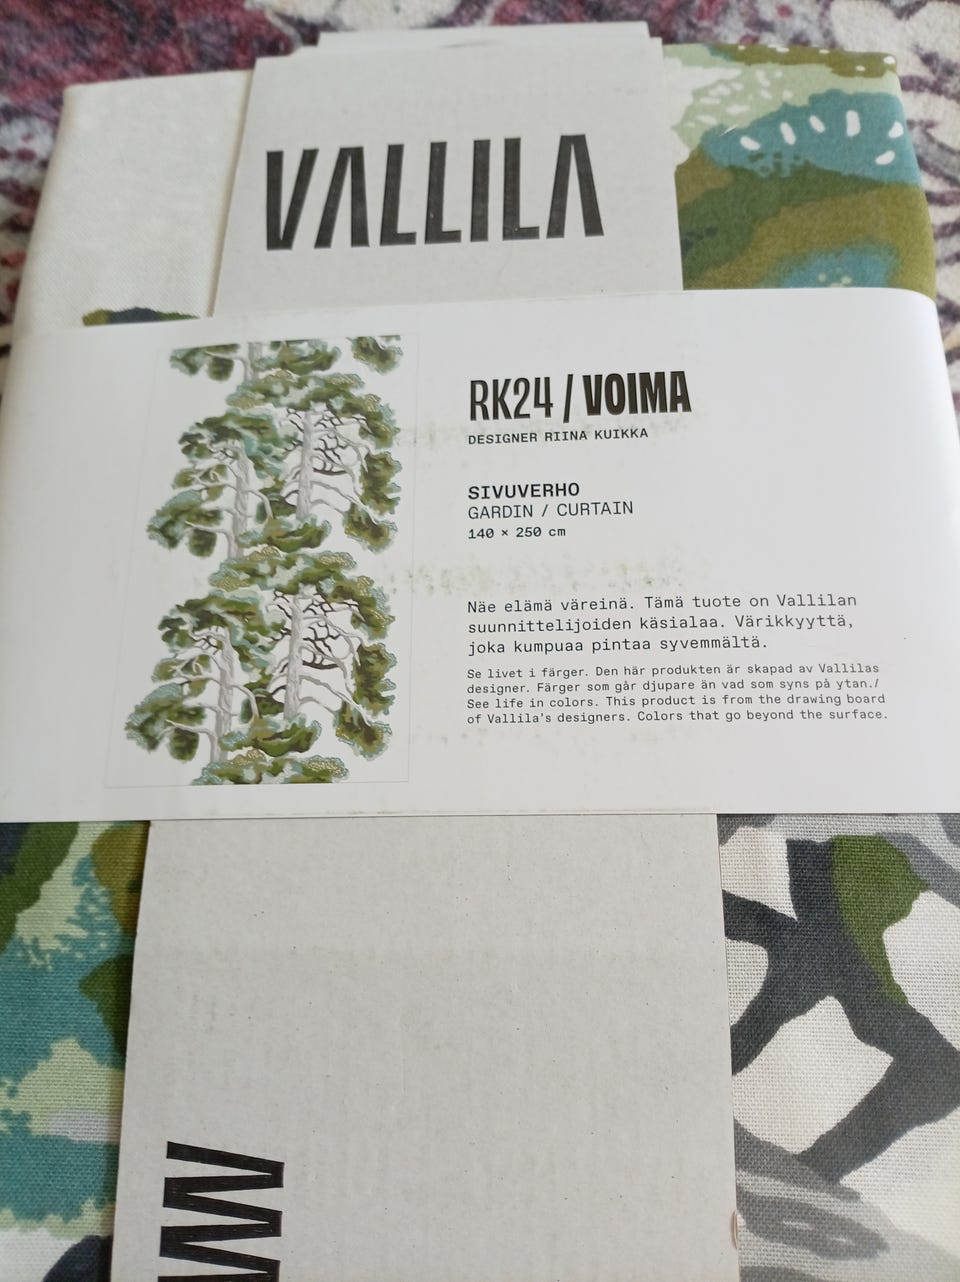 VALLILA
RK24 / VOIMA
DESIGNER RIINA KUIKKA
SIVUVERHO
GARDIN / CURTAIN
140 × 250 cm
Näe elämä väreinä. Tämä tuote on Vallilan
suunnittelijoiden käsialaa. Värikkyyttä,
joka kumpuaa pintaa syvemmältä.
Se livet i färger. Den här produkten är skapad av Vallilas
designer. Färger som går djupare än vad som syns på ytan./
See life in colors. This product is from the drawing board
of Vallila's designers. Colors that go beyond the surface.